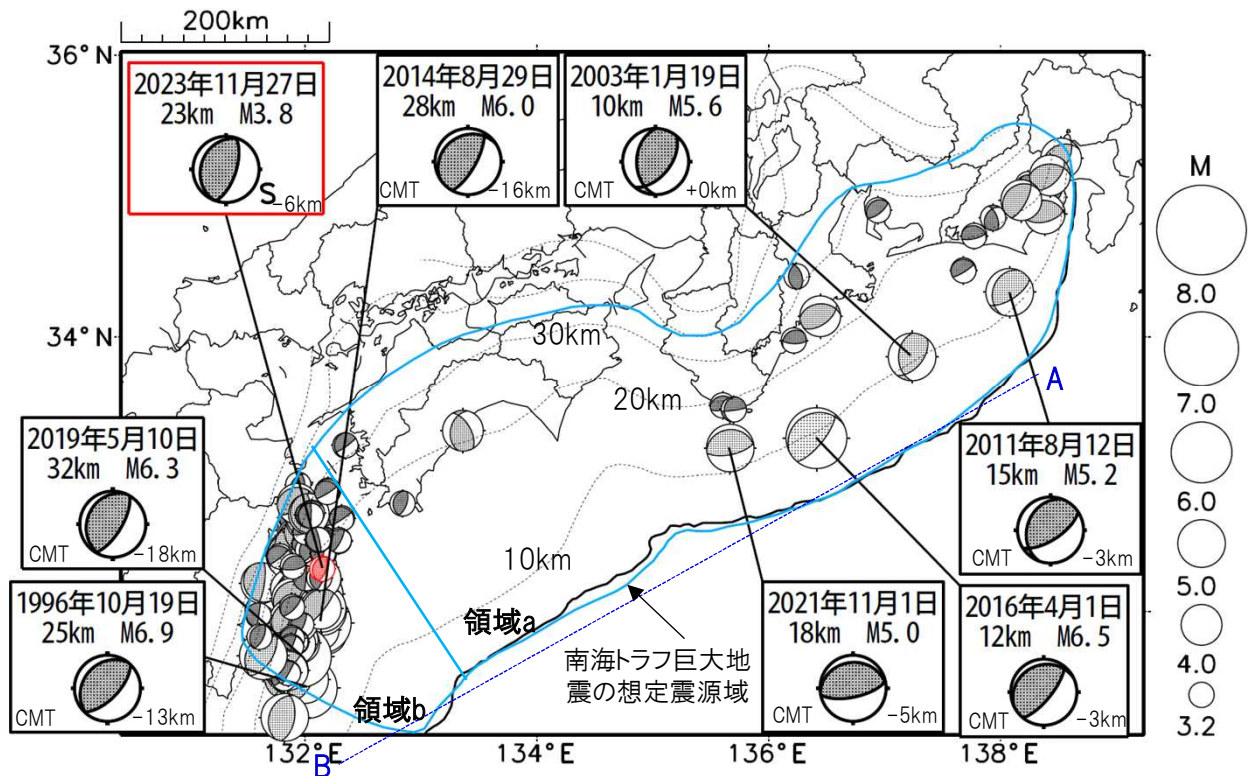 200km
36°N
34°N
132°E
134°E
136°E
138°E
2023年11月27日
23km M3.8
S
-6km
2014年8月29日
28km M6.0
CMT
-16km
2003年1月19日
10km M5.6
CMT
+0km
2019年5月10日
32km M6.3
CMT
-18km
1996年10月19日
25km M6.9
CMT
-13km
2011年8月12日
15km M5.2
CMT
-3km
2021年11月1日
18km M5.0
CMT
-5km
2016年4月1日
12km M6.5
CMT
-3km
30km
20km
10km
領域a
領域b
南海トラフ巨大地
震の想定震源域
A
B
M
8.0
7.0
6.0
5.0
4.0
3.2